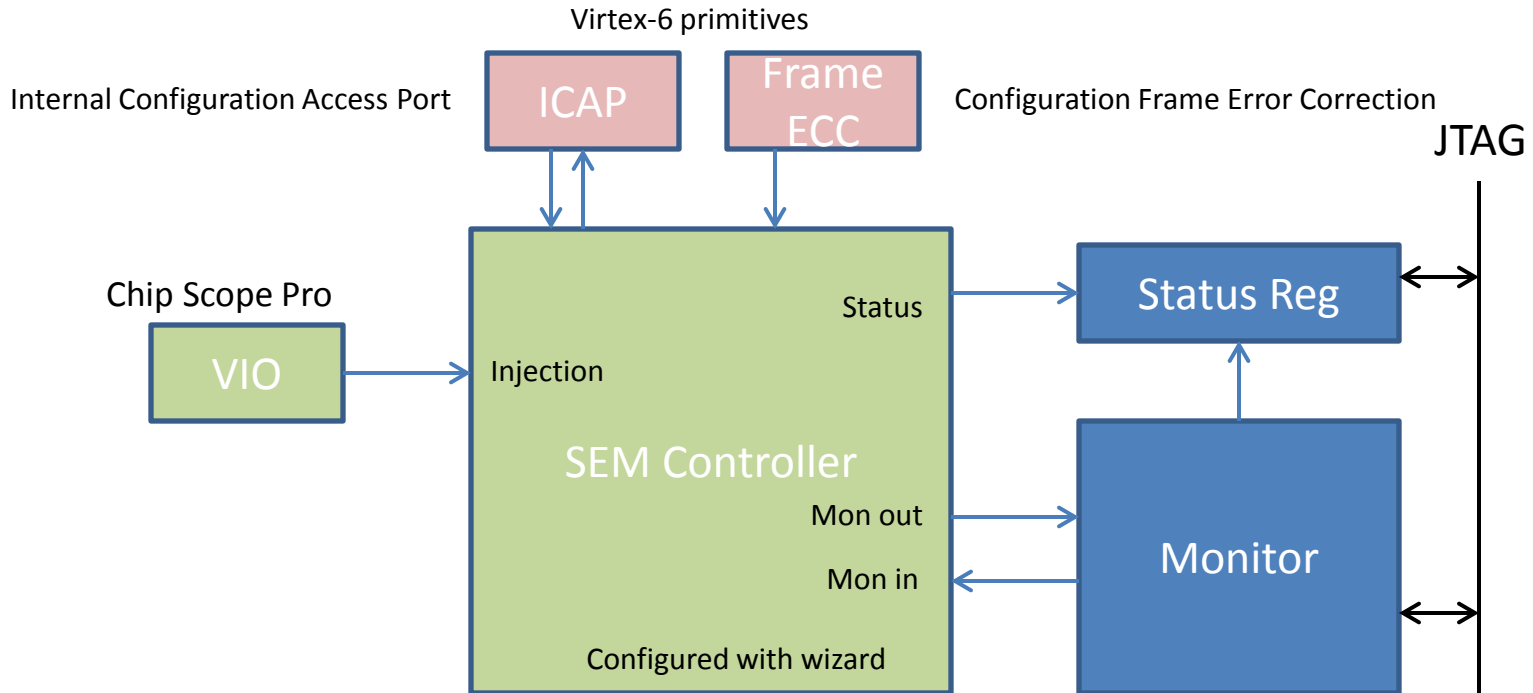 Virtex-6 primitives
Internal Configuration Access Port
ICAP
Frame
ECC
Configuration Frame Error Correction
JTAG
Chip Scope Pro
VIO
Injection
Status
Status Reg
SEM Controller
Mon out
Mon in
Monitor
Configured with wizard